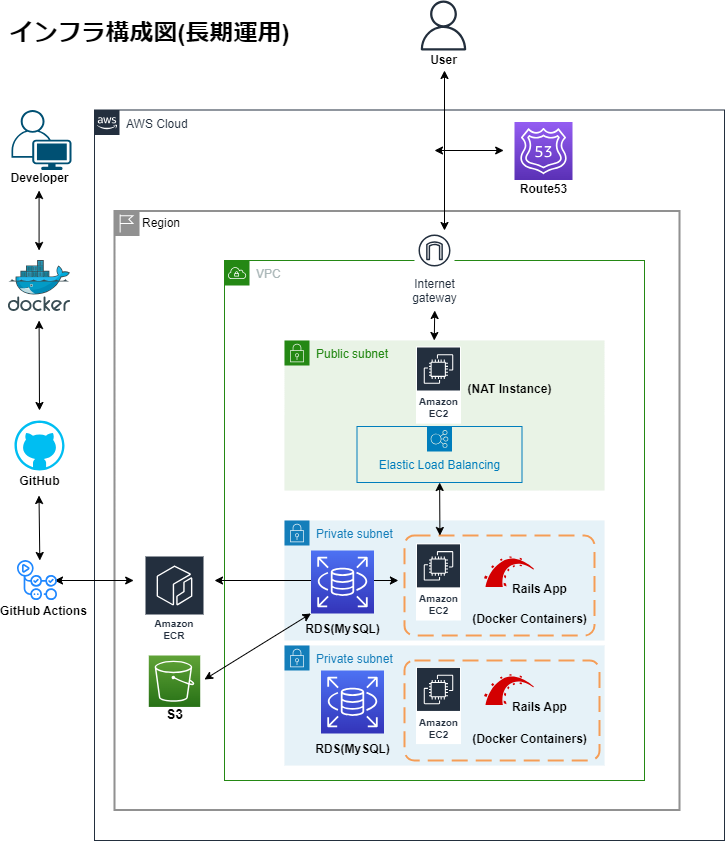 インフラ構成図(長期運用)
User
aws
AWS Cloud
53
Route53
Developer
docker
GitHub
GitHub Actions
Region
Internet
gateway
VPC
Public subnet
Amazon
EC2
(NAT Instance)
Elastic Load Balancing
Private subnet
RDS(MySQL)
Amazon
EC2
Rails App
(Docker Containers)
Amazon
ECR
S3
Private subnet
RDS(MySQL)
Amazon
EC2
Rails App
(Docker Containers)